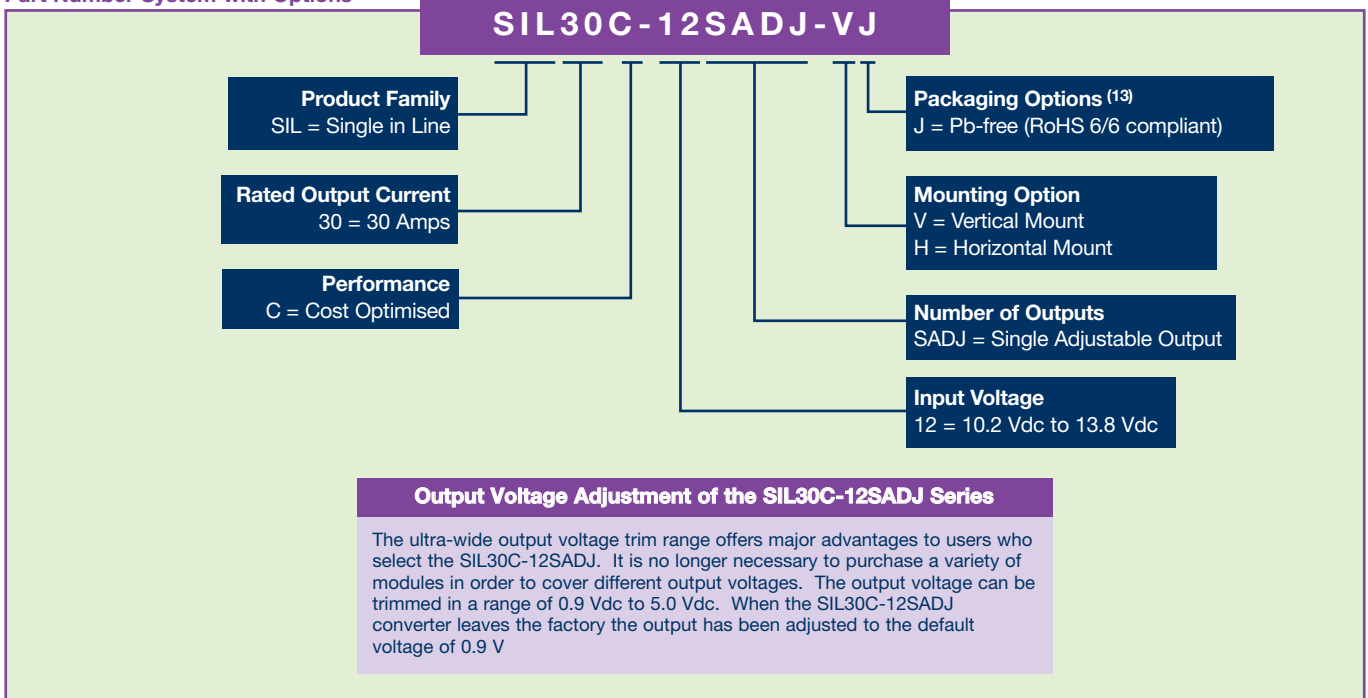 Part Number System with Options
SIL30C-12SADJ-VJ
Product Family
SIL = Single in Line
Rated Output Current
30 = 30 Amps
Performance
C = Cost Optimised
Packaging Options (13)
J = Pb-free (RoHS 6/6 compliant)
Mounting Option
V = Vertical Mount
H = Horizontal Mount
Number of Outputs
SADJ = Single Adjustable Output
Input Voltage
12 = 10.2 Vdc to 13.8 Vdc
Output Voltage Adjustment of the SIL30C-12SADJ Series
The ultra-wide output voltage trim range offers major advantages to users who
select the SIL30C-12SADJ. It is no longer necessary to purchase a variety of
modules in order to cover different output voltages. The output voltage can be
trimmed in a range of 0.9 Vdc to 5.0 Vdc. When the SIL30C-12SADJ
converter leaves the factory the output has been adjusted to the default
voltage of 0.9 V